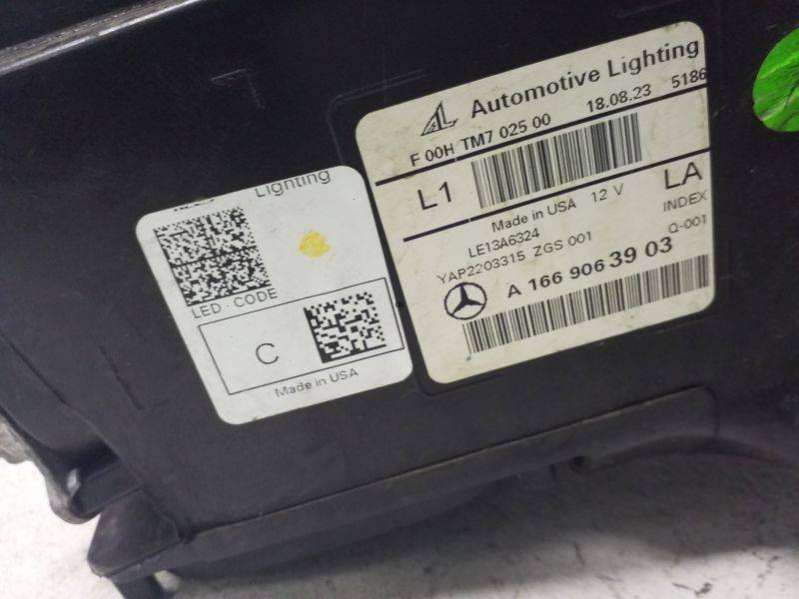 AL Automotive Lighting
F 00H TM7 025 00 18.08.23 5186
L1
LA
Made in USA 12 V
INDEX
LE13A6324
YAP2203315 ZGS 001 Q-001
A 166 906 39 03
Lighting
LED-CODE
C
Made in USA